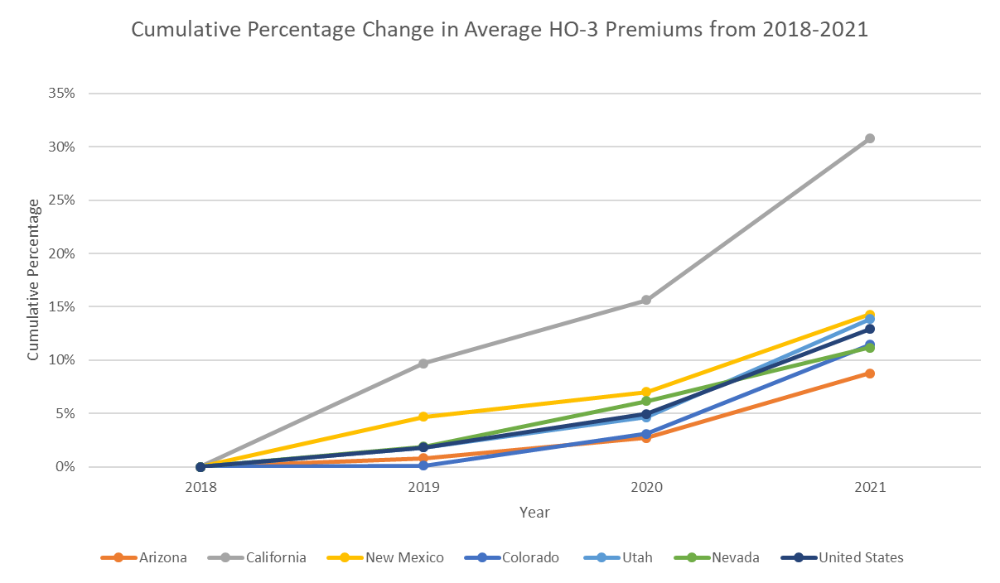 Cumulative Percentage Change in Average HO-3 Premiums from 2018-2021
35%
30%
25%
20%
15%
10%
5%
0%
Cumulative Percentage
2018 2019 2020 2021
Year
Arizona California New Mexico Colorado Utah Nevada United States